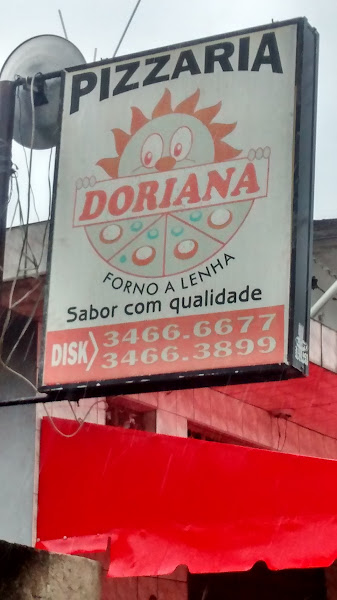 PIZZARIA
DORIANA
FORNO A LENHA
Sabor com qualidade
DISK 3466.6677
3466.3899